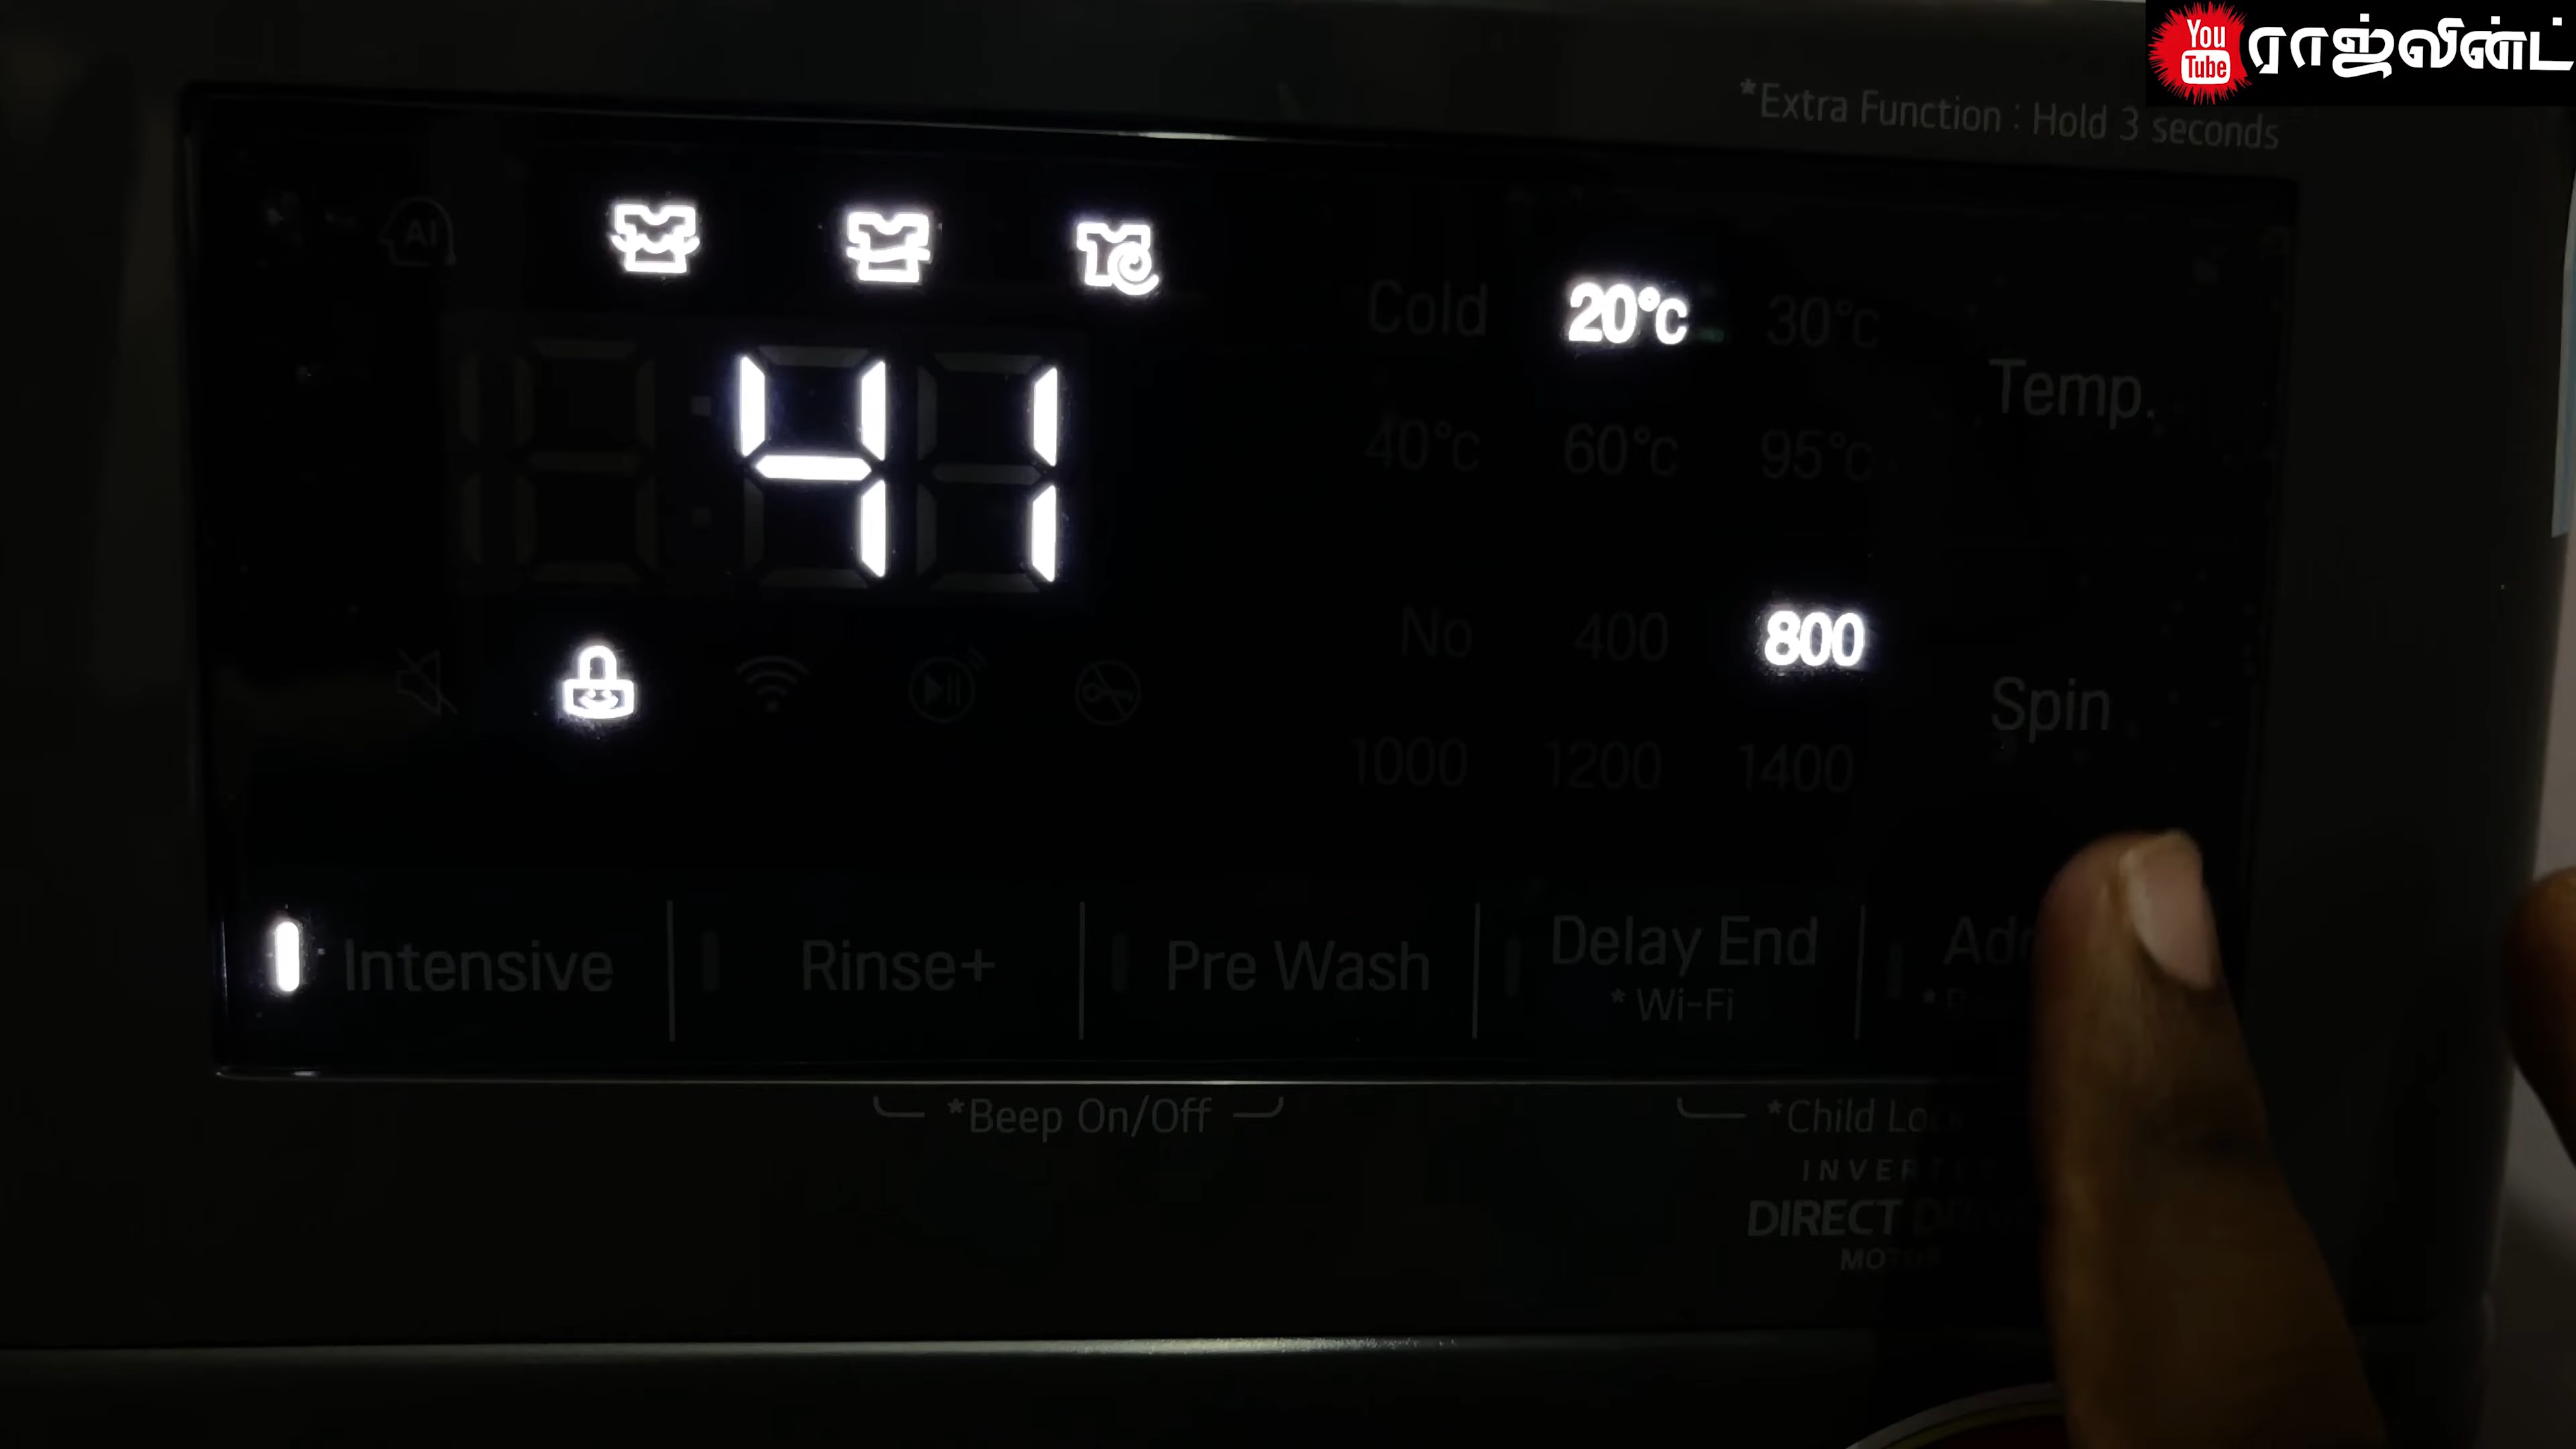 You
Tube
ராஜ்லின்ட்
*Extra Function : Hold 3 seconds
AI
41
Cold 20°C 30°C
40°C 60°C 95°C
Temp.
No 400 800
1000 1200 1400
Spin
Intensive
Rinse+
Pre Wash
Delay End
* Wi-Fi
*Beep On/Off
*Child
DIRECT